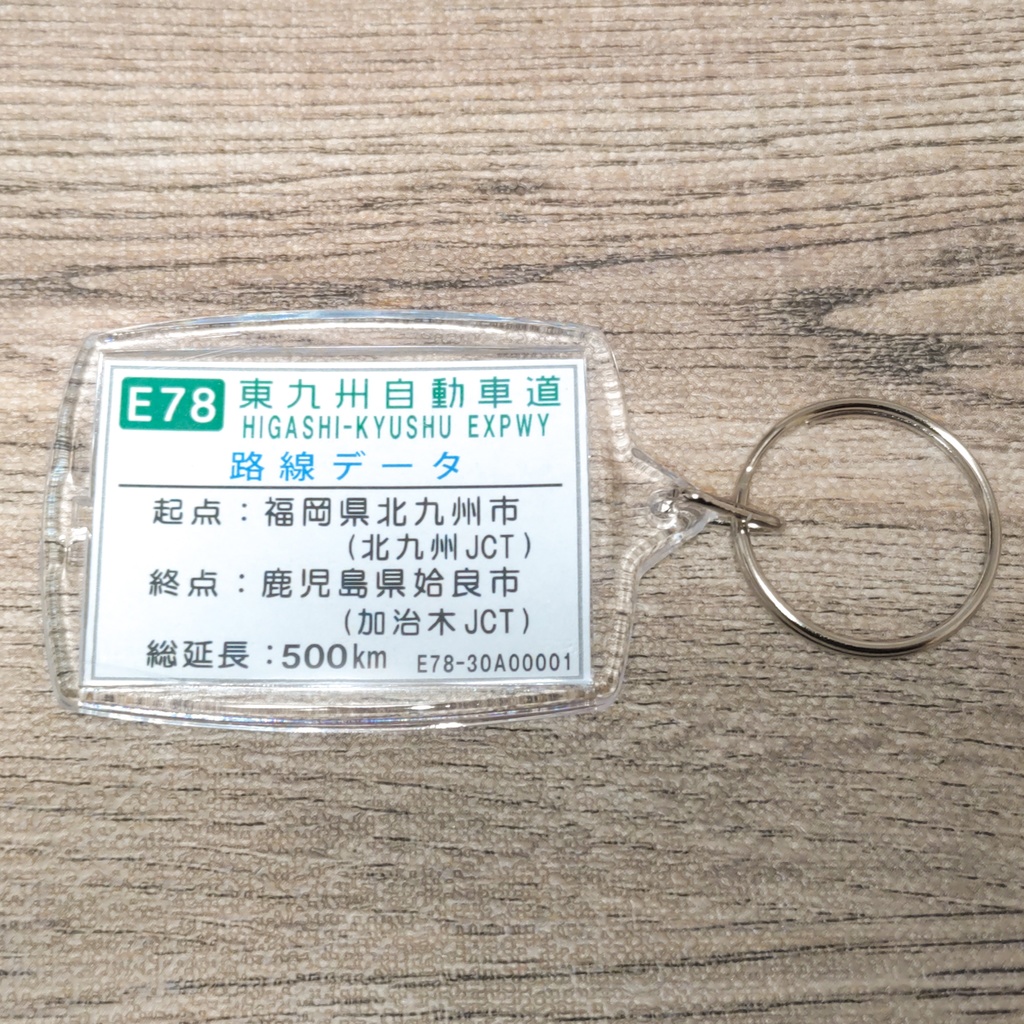 E78 東九州自動車道
HIGASHI-KYUSHU EXPWY
路線データ
起点：福岡県北九州市
(北九州JCT)
終点：鹿児島県姶良市
(加治木JCT)
総延長：500km E78-30A00001